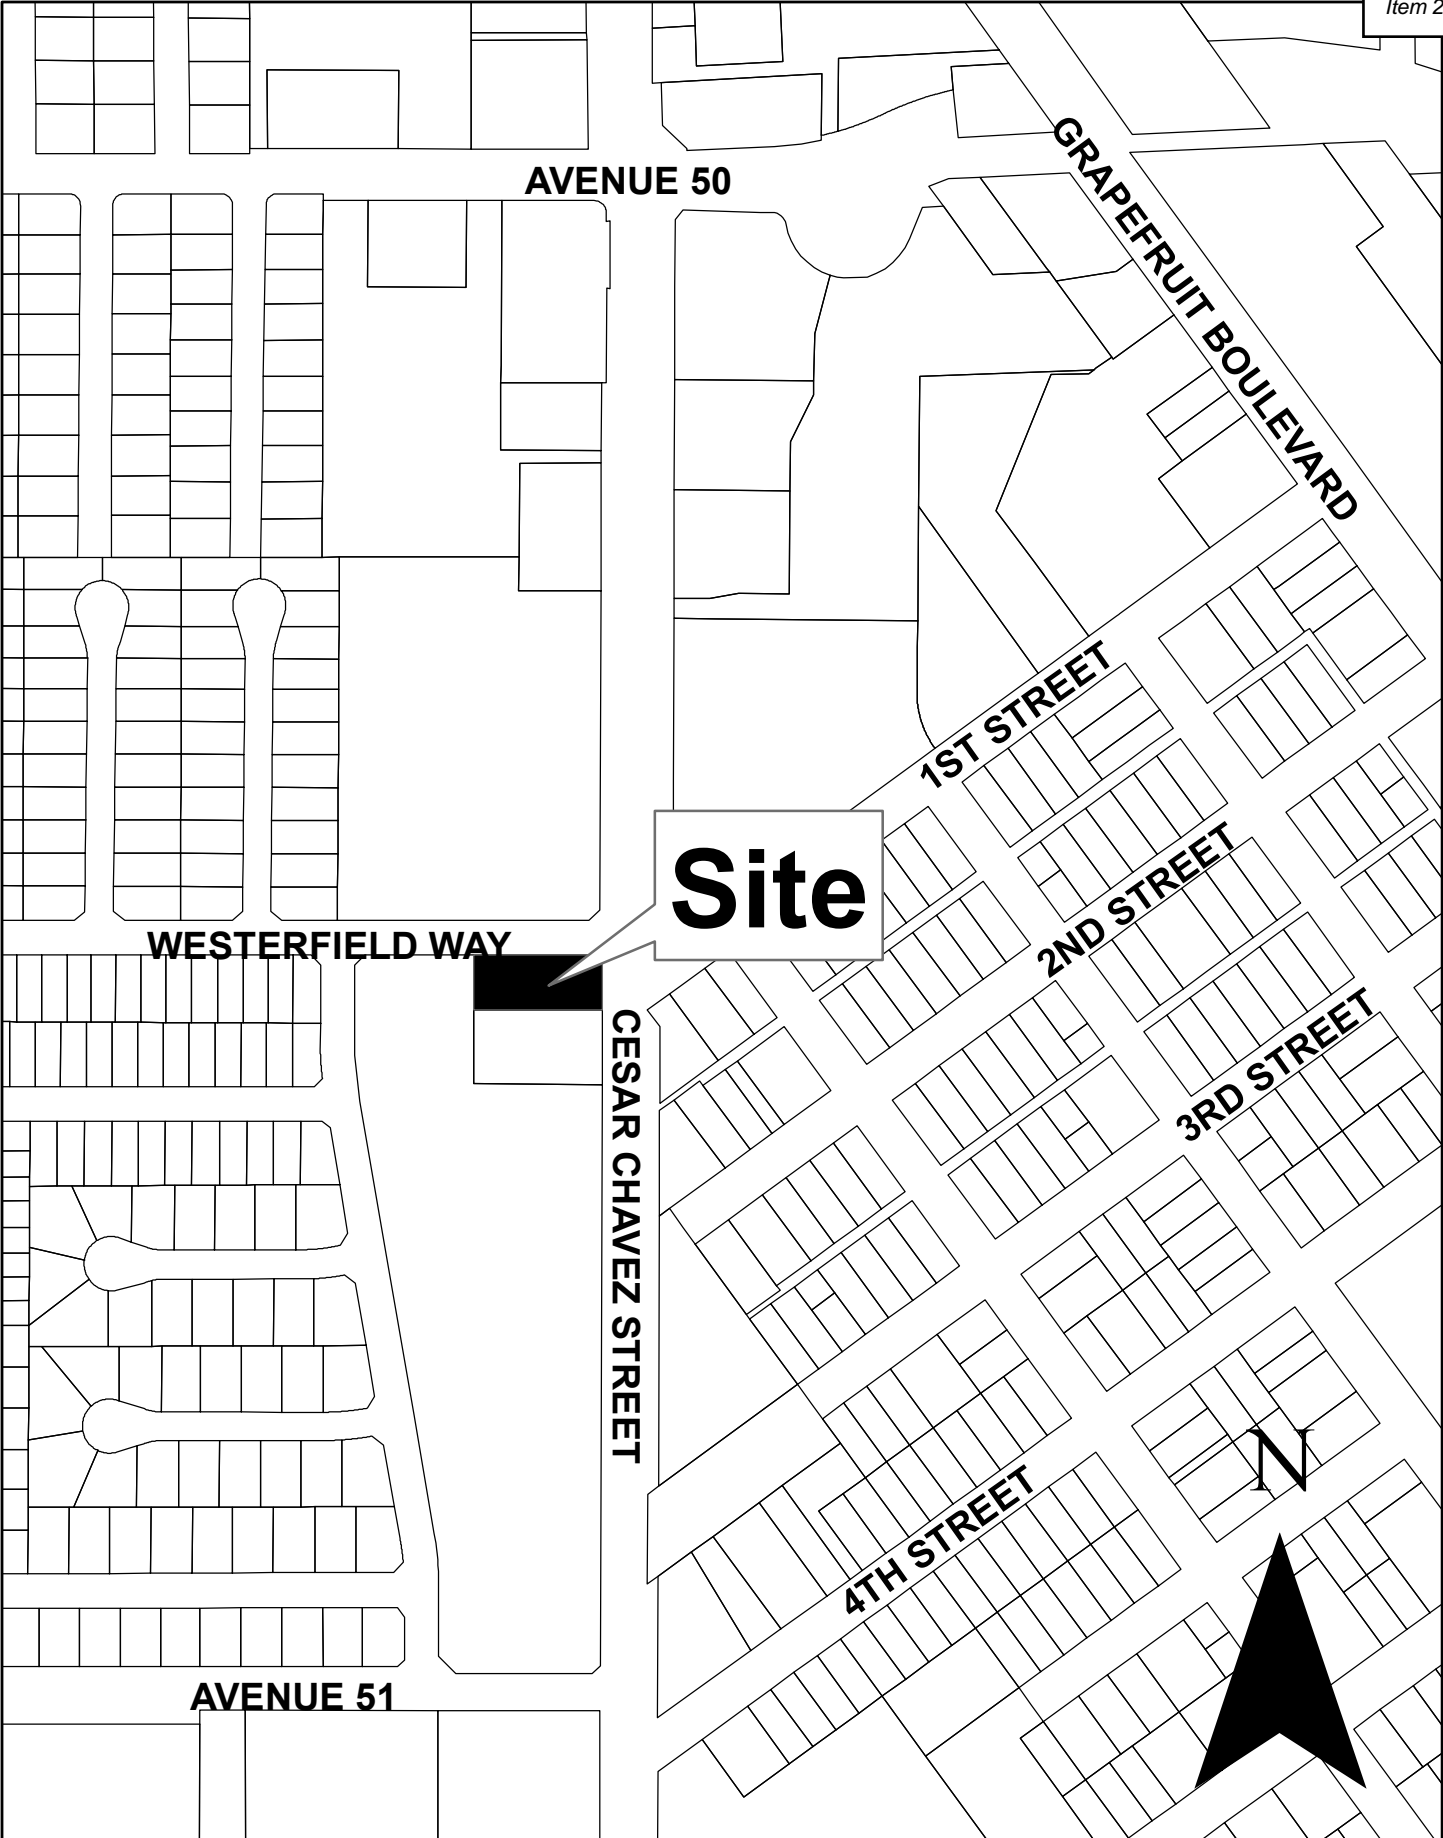 Item 2
AVENUE 50
GRAPEFRUIT BOULEVARD
1ST STREET
Site
2ND STREET
WESTERFIELD WAY
3RD STREET
CESAR CHAVEZ STREET
N
4TH STREET
AVENUE 51